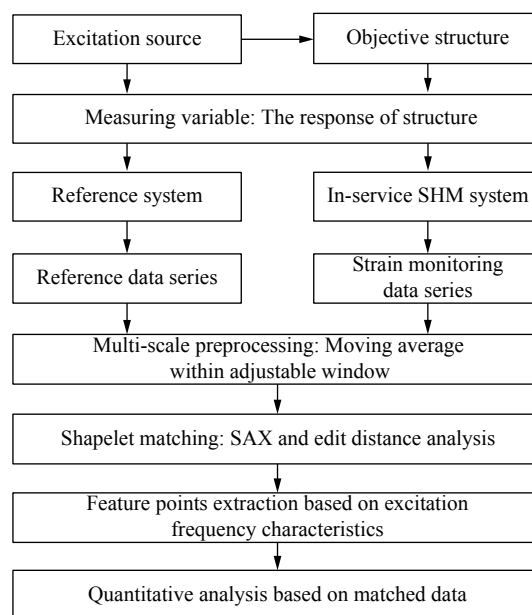 Excitation source
Objective structure
Measuring variable: The response of structure
Reference system
In-service SHM system
Reference data series
Strain monitoring
data series
Multi-scale preprocessing: Moving average
within adjustable window
Shapelet matching: SAX and edit distance analysis
Feature points extraction based on excitation
frequency characteristics
Quantitative analysis based on matched data